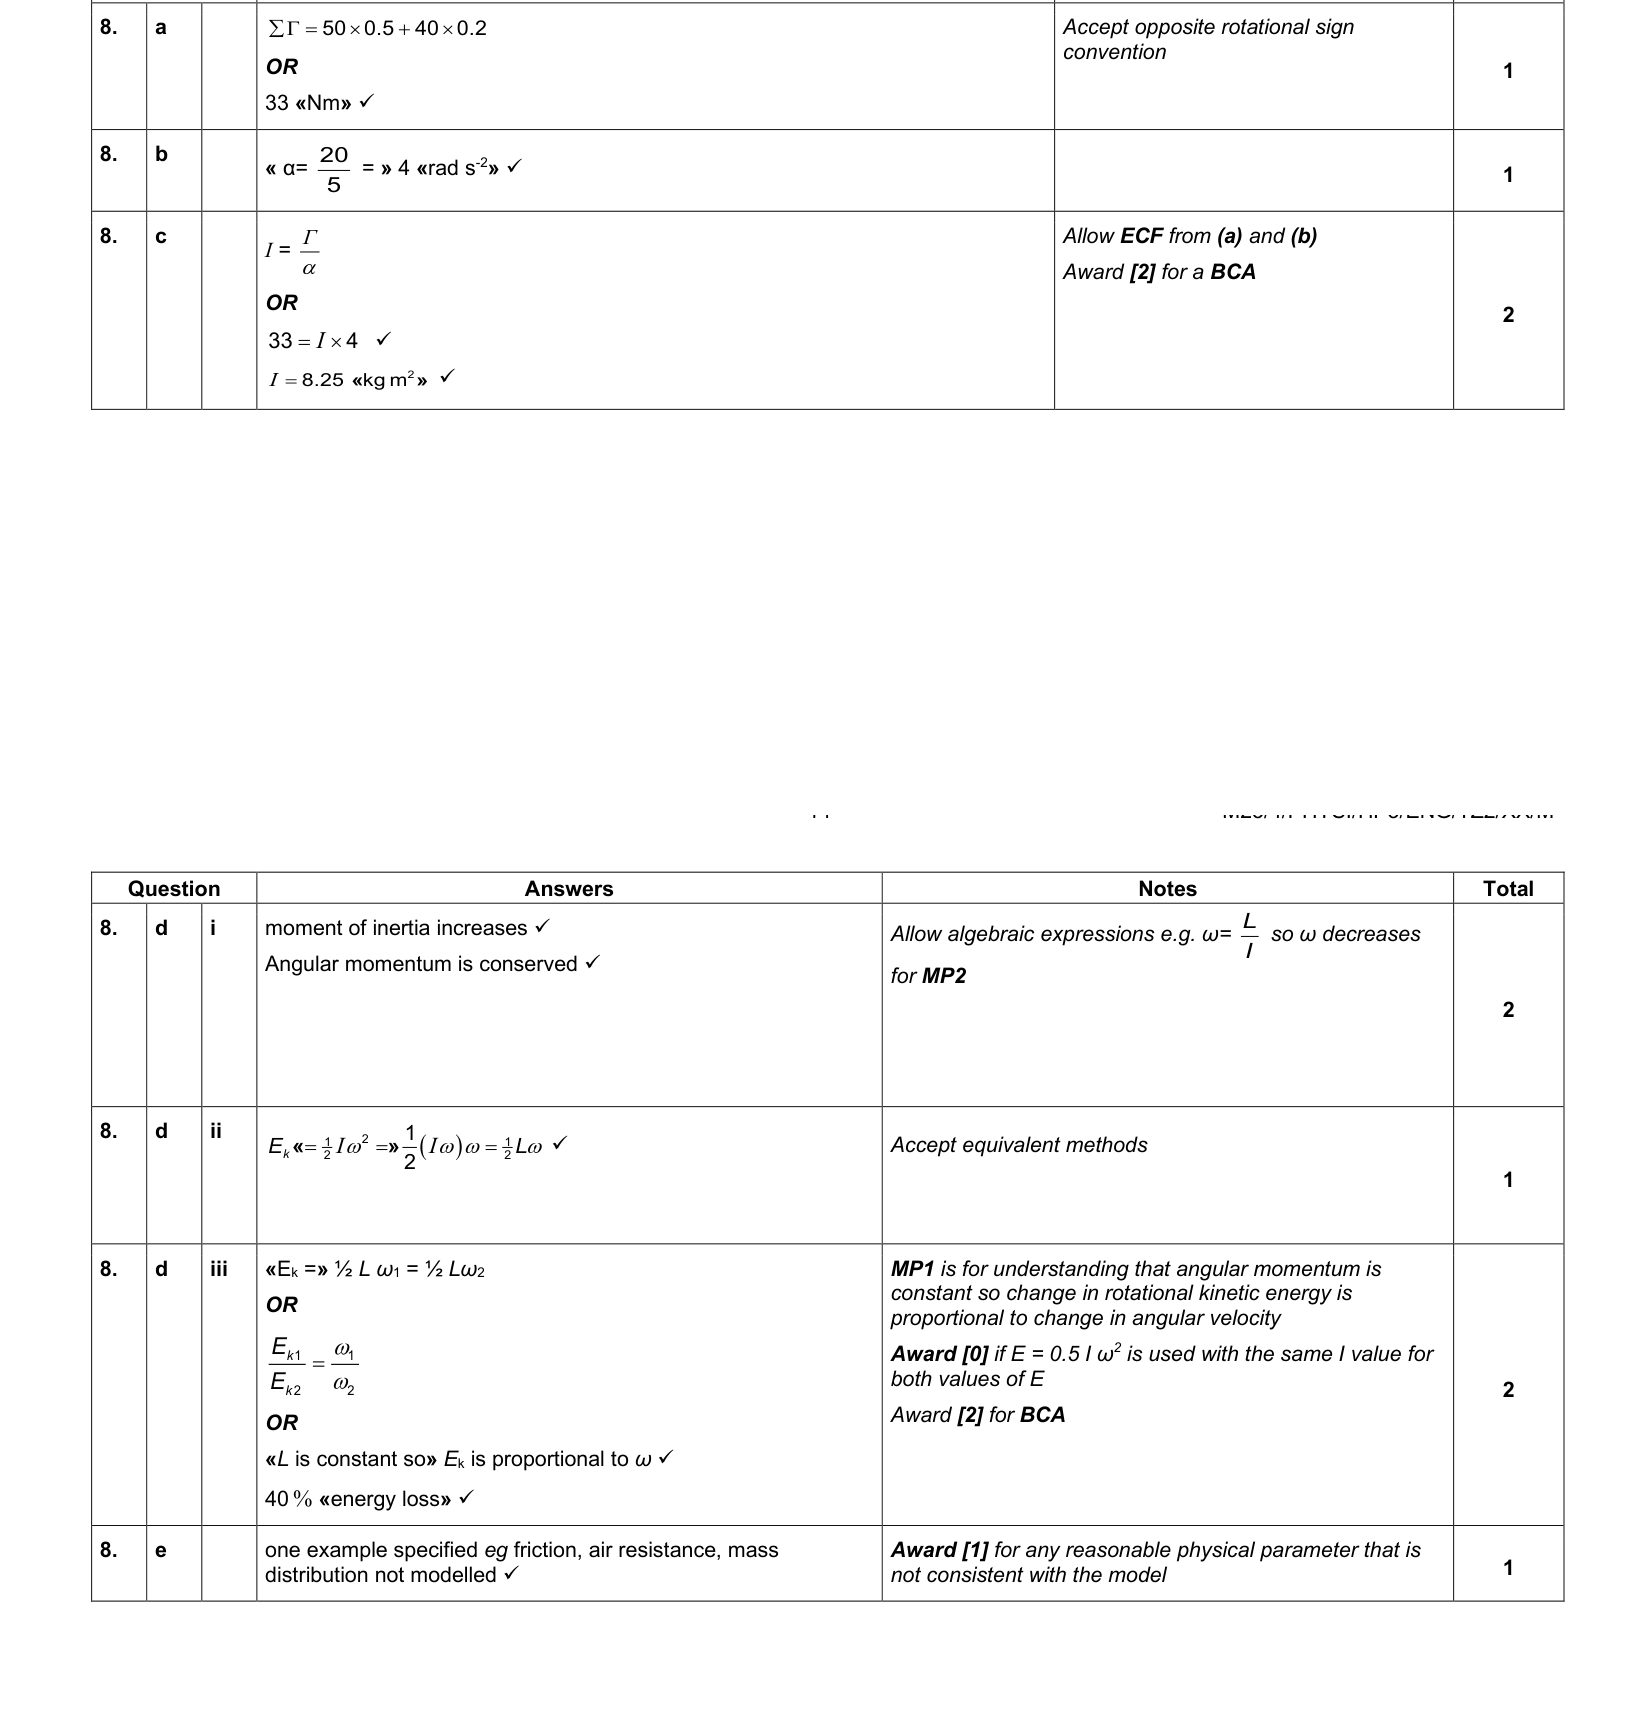 8. a ∑Γ = 50×0.5 + 40×0.2 Accept opposite rotational sign
convention
OR
33 «Nm» ✓
1
8. b « α= 20/5 = » 4 «rad s⁻²» ✓
1
8. c I = Γ/α Allow ECF from (a) and (b)
Award [2] for a BCA
OR
33 = I × 4 ✓
I = 8.25 «kg m²» ✓
2
Question Answers Notes Total
8. d i moment of inertia increases ✓ Allow algebraic expressions e.g. ω= L/I so ω decreases
Angular momentum is conserved ✓ for MP2
2
8. d ii Eₖ «= ½ Iω² =» 1/2 (Iω) ω = ½ Lω ✓ Accept equivalent methods
1
8. d iii «Eₖ =» ½ L ω₁ = ½ Lω₂ MP1 is for understanding that angular momentum is
constant so change in rotational kinetic energy is
proportional to change in angular velocity
OR
Eₖ₁/Eₖ₂ = ω₁/ω₂ Award [0] if E = 0.5 I ω² is used with the same I value for
both values of E
Award [2] for BCA
OR
«L is constant so» Eₖ is proportional to ω ✓
40 % «energy loss» ✓
2
8. e one example specified eg friction, air resistance, mass Award [1] for any reasonable physical parameter that is
distribution not modelled ✓ not consistent with the model
1